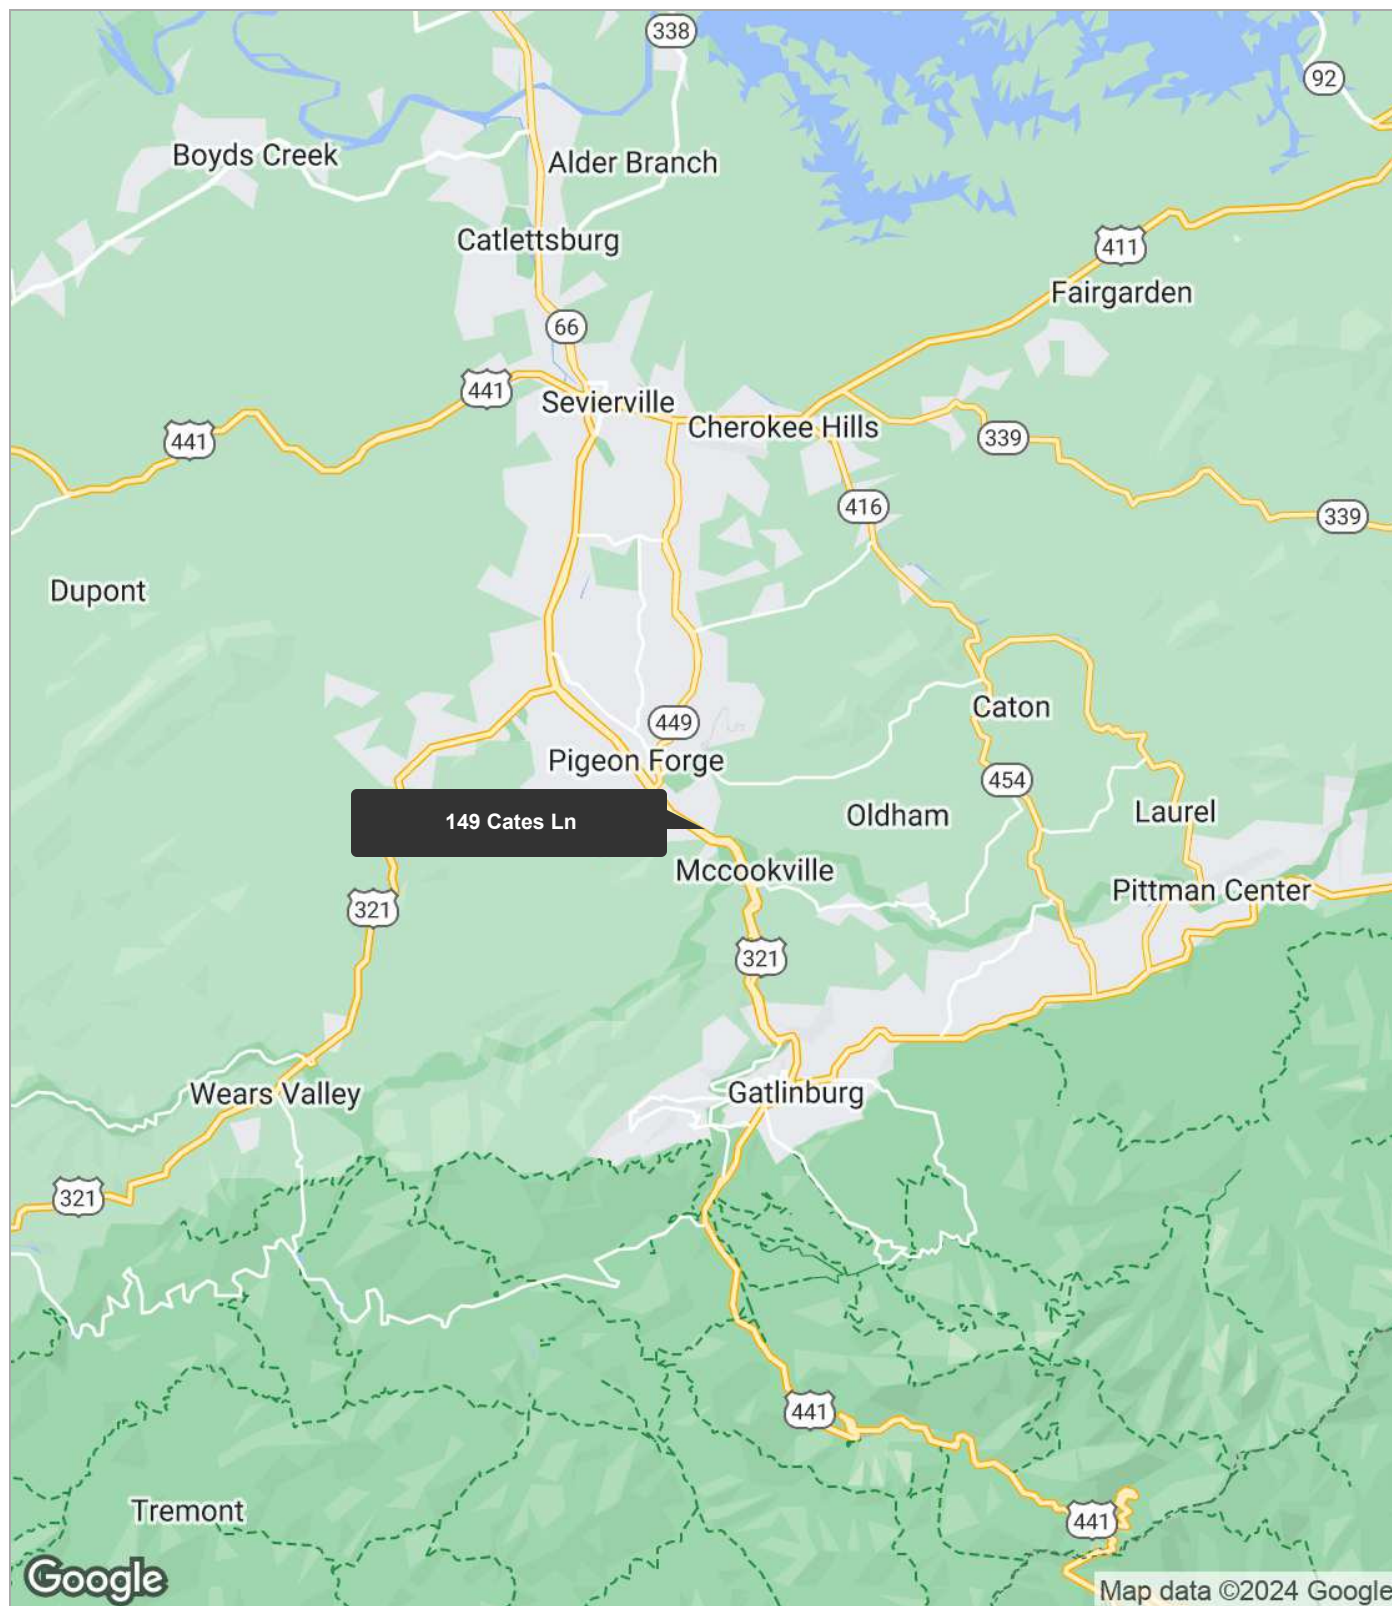 338
92
Boyds Creek
Alder Branch
Catlettsburg
411
Fairgarden
66
441
Sevierville
441
Cherokee Hills
339
416
339
Dupont
Caton
449
Pigeon Forge
454
Oldham
Laurel
149 Cates Ln
Mccookville
Pittman Center
321
321
Wears Valley
Gatlinburg
321
441
Tremont
441
Google
Map data ©2024 Google